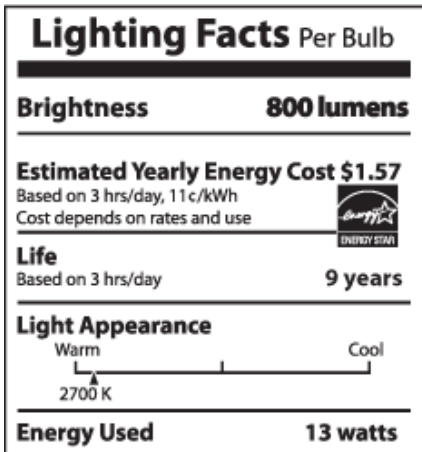 Lighting Facts Per Bulb
Brightness 800 lumens
Estimated Yearly Energy Cost $1.57
Based on 3 hrs/day, 11¢/kWh
Cost depends on rates and use
energy
ENERGY STAR
Life
Based on 3 hrs/day 9 years
Light Appearance
Warm Cool
2700 K
Energy Used 13 watts